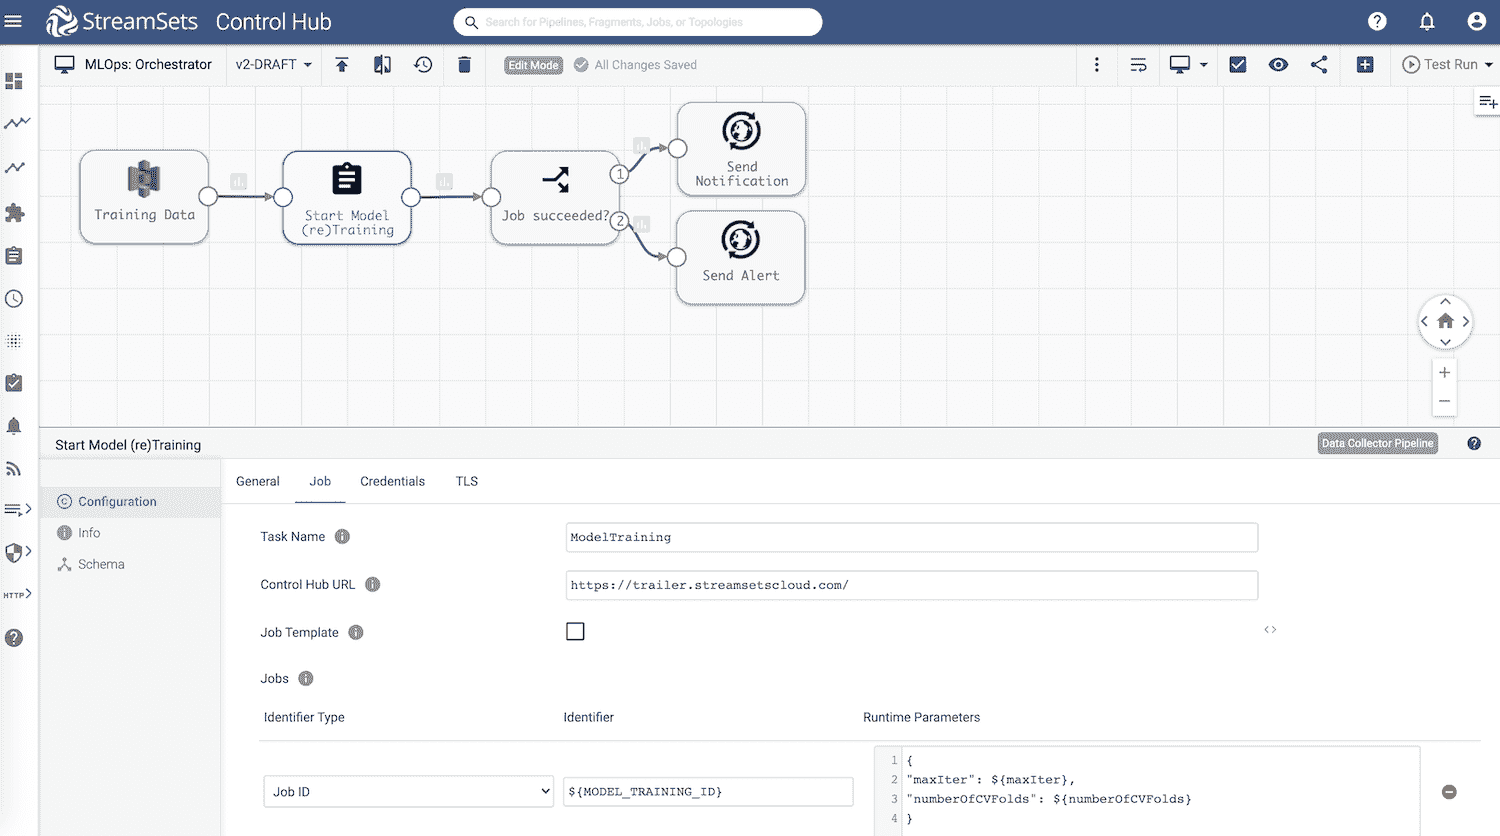 StreamSets Control Hub
Search for Pipelines, Fragments, Jobs, or Topologies
MLOps: Orchestrator
v2-DRAFT
Edit Mode
All Changes Saved
Test Run
Training Data
Start Model
(re)Training
Job succeeded?
1
2
Send
Notification
Send Alert
Start Model (re)Training
Data Collector Pipeline
Configuration
Info
Schema
HTTP
General
Job
Credentials
TLS
Task Name
ModelTraining
Control Hub URL
https://trailer.streamsetscloud.com/
Job Template
Jobs
Identifier Type
Identifier
Runtime Parameters
Job ID
${MODEL_TRAINING_ID}
1 {
2 "maxIter": ${maxIter},
3 "numberOfCVFolds": ${numberOfCVFolds}
4 }